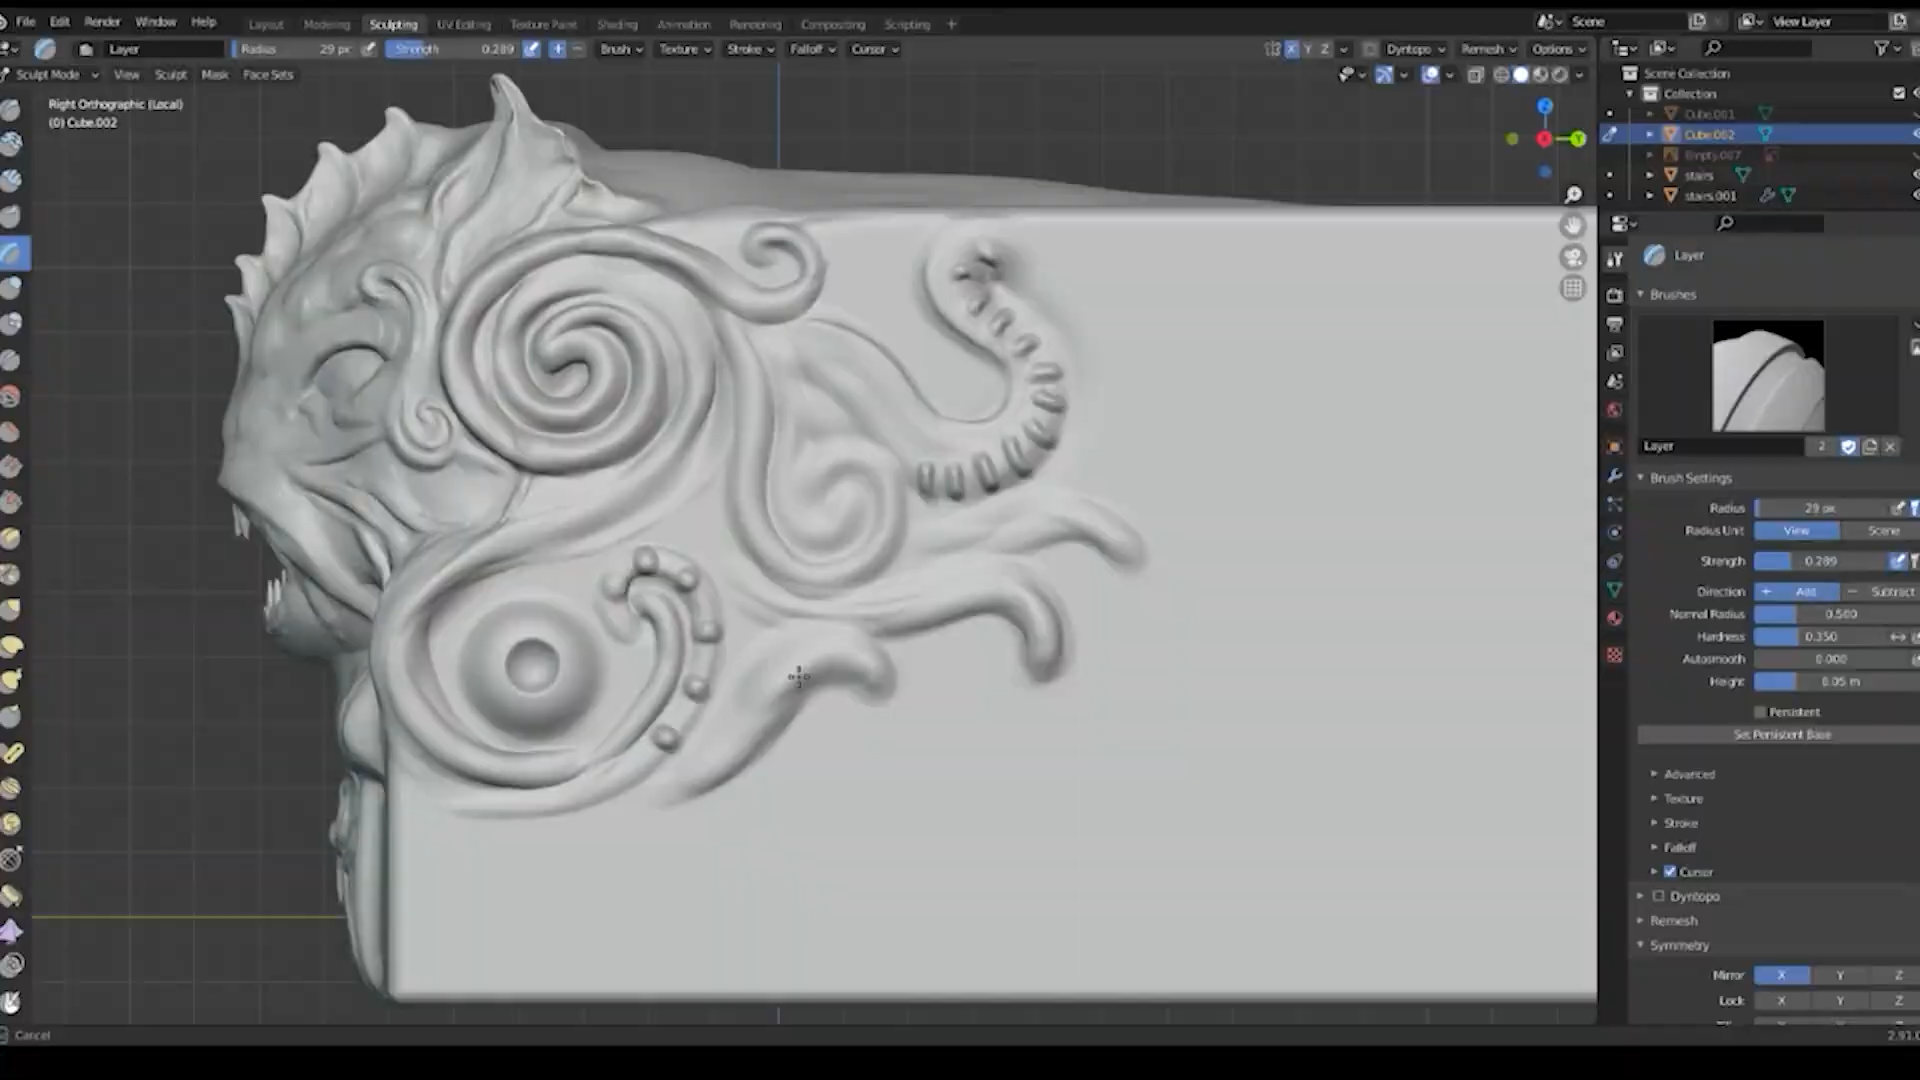 File Edit Render Window Help Layout Modeling Sculpting UV Editing Texture Paint Shading Animation Rendering Compositing Scripting + Scene View Layer
Layer Radius 29 px Strength 0.289 + − Brush Texture Stroke Falloff Cursor X Y Z Dyntopo Remesh Options
Sculpt Mode View Sculpt Mask Face Sets
Right Orthographic (Local)
(0) Cube.002
Z
Y
Scene Collection
Collection
Cube.001
Cube.002
Empty.007
stairs
stairs.001
Layer
Brushes
Layer 2
Brush Settings
Radius 29 px
Radius Unit View Scene
Strength 0.289
Direction + Add − Subtract
Normal Radius 0.500
Hardness 0.350
Autosmooth 0.000
Height 0.05 m
Persistent
Set Persistent Base
Advanced
Texture
Stroke
Falloff
Cursor
Dyntopo
Remesh
Symmetry
Mirror X Y Z
Lock X Y Z
Cancel